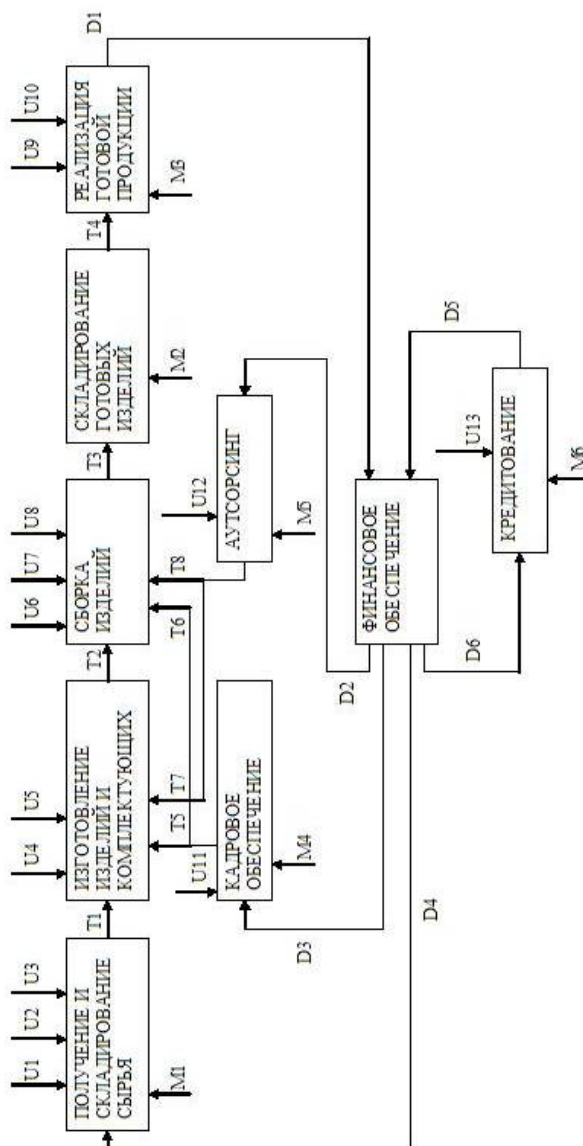 U1
U2
U3
ПОЛУЧЕНИЕ И
СКЛАДИРОВАНИЕ
СЫРЬЯ
M1
T1
U4
U5
ИЗГОТОВЛЕНИЕ
ИЗДЕЛИЙ И
КОМПЛЕКТУЮЩИХ
T2
U6
U7
U8
СБОРКА
ИЗДЕЛИЙ
T3
СКЛАДИРОВАНИЕ
ГОТОВЫХ
ИЗДЕЛИЙ
M2
T4
U9
U10
РЕАЛИЗАЦИЯ
ГОТОВОЙ
ПРОДУКЦИИ
M3
D1
T5
T7
T6
T8
U11
КАДРОВОЕ
ОБЕСПЕЧЕНИЕ
M4
U12
АУТСОРСИНГ
M5
D3
D2
ФИНАНСОВОЕ
ОБЕСПЕЧЕНИЕ
D5
D4
D6
U13
КРЕДИТОВАНИЕ
M6